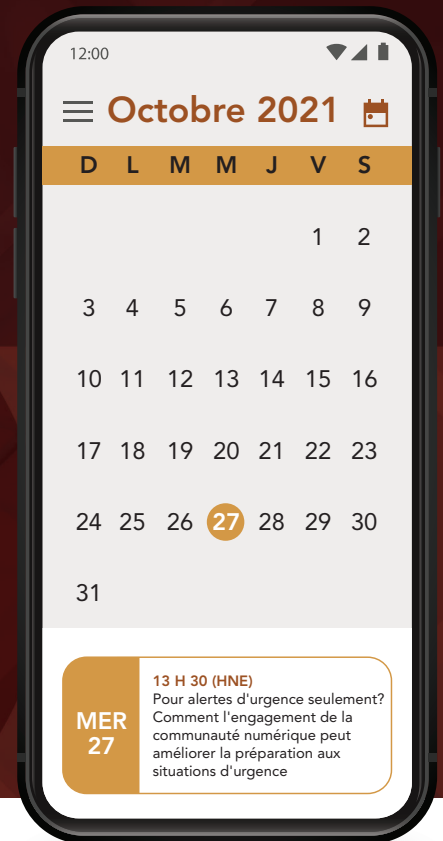 12:00
Octobre 2021
D L M M J V S
1 2
3 4 5 6 7 8 9
10 11 12 13 14 15 16
17 18 19 20 21 22 23
24 25 26 27 28 29 30
31
MER
27
13 H 30 (HNE)
Pour alertes d'urgence seulement?
Comment l'engagement de la
communauté numérique peut
améliorer la préparation aux
situations d'urgence